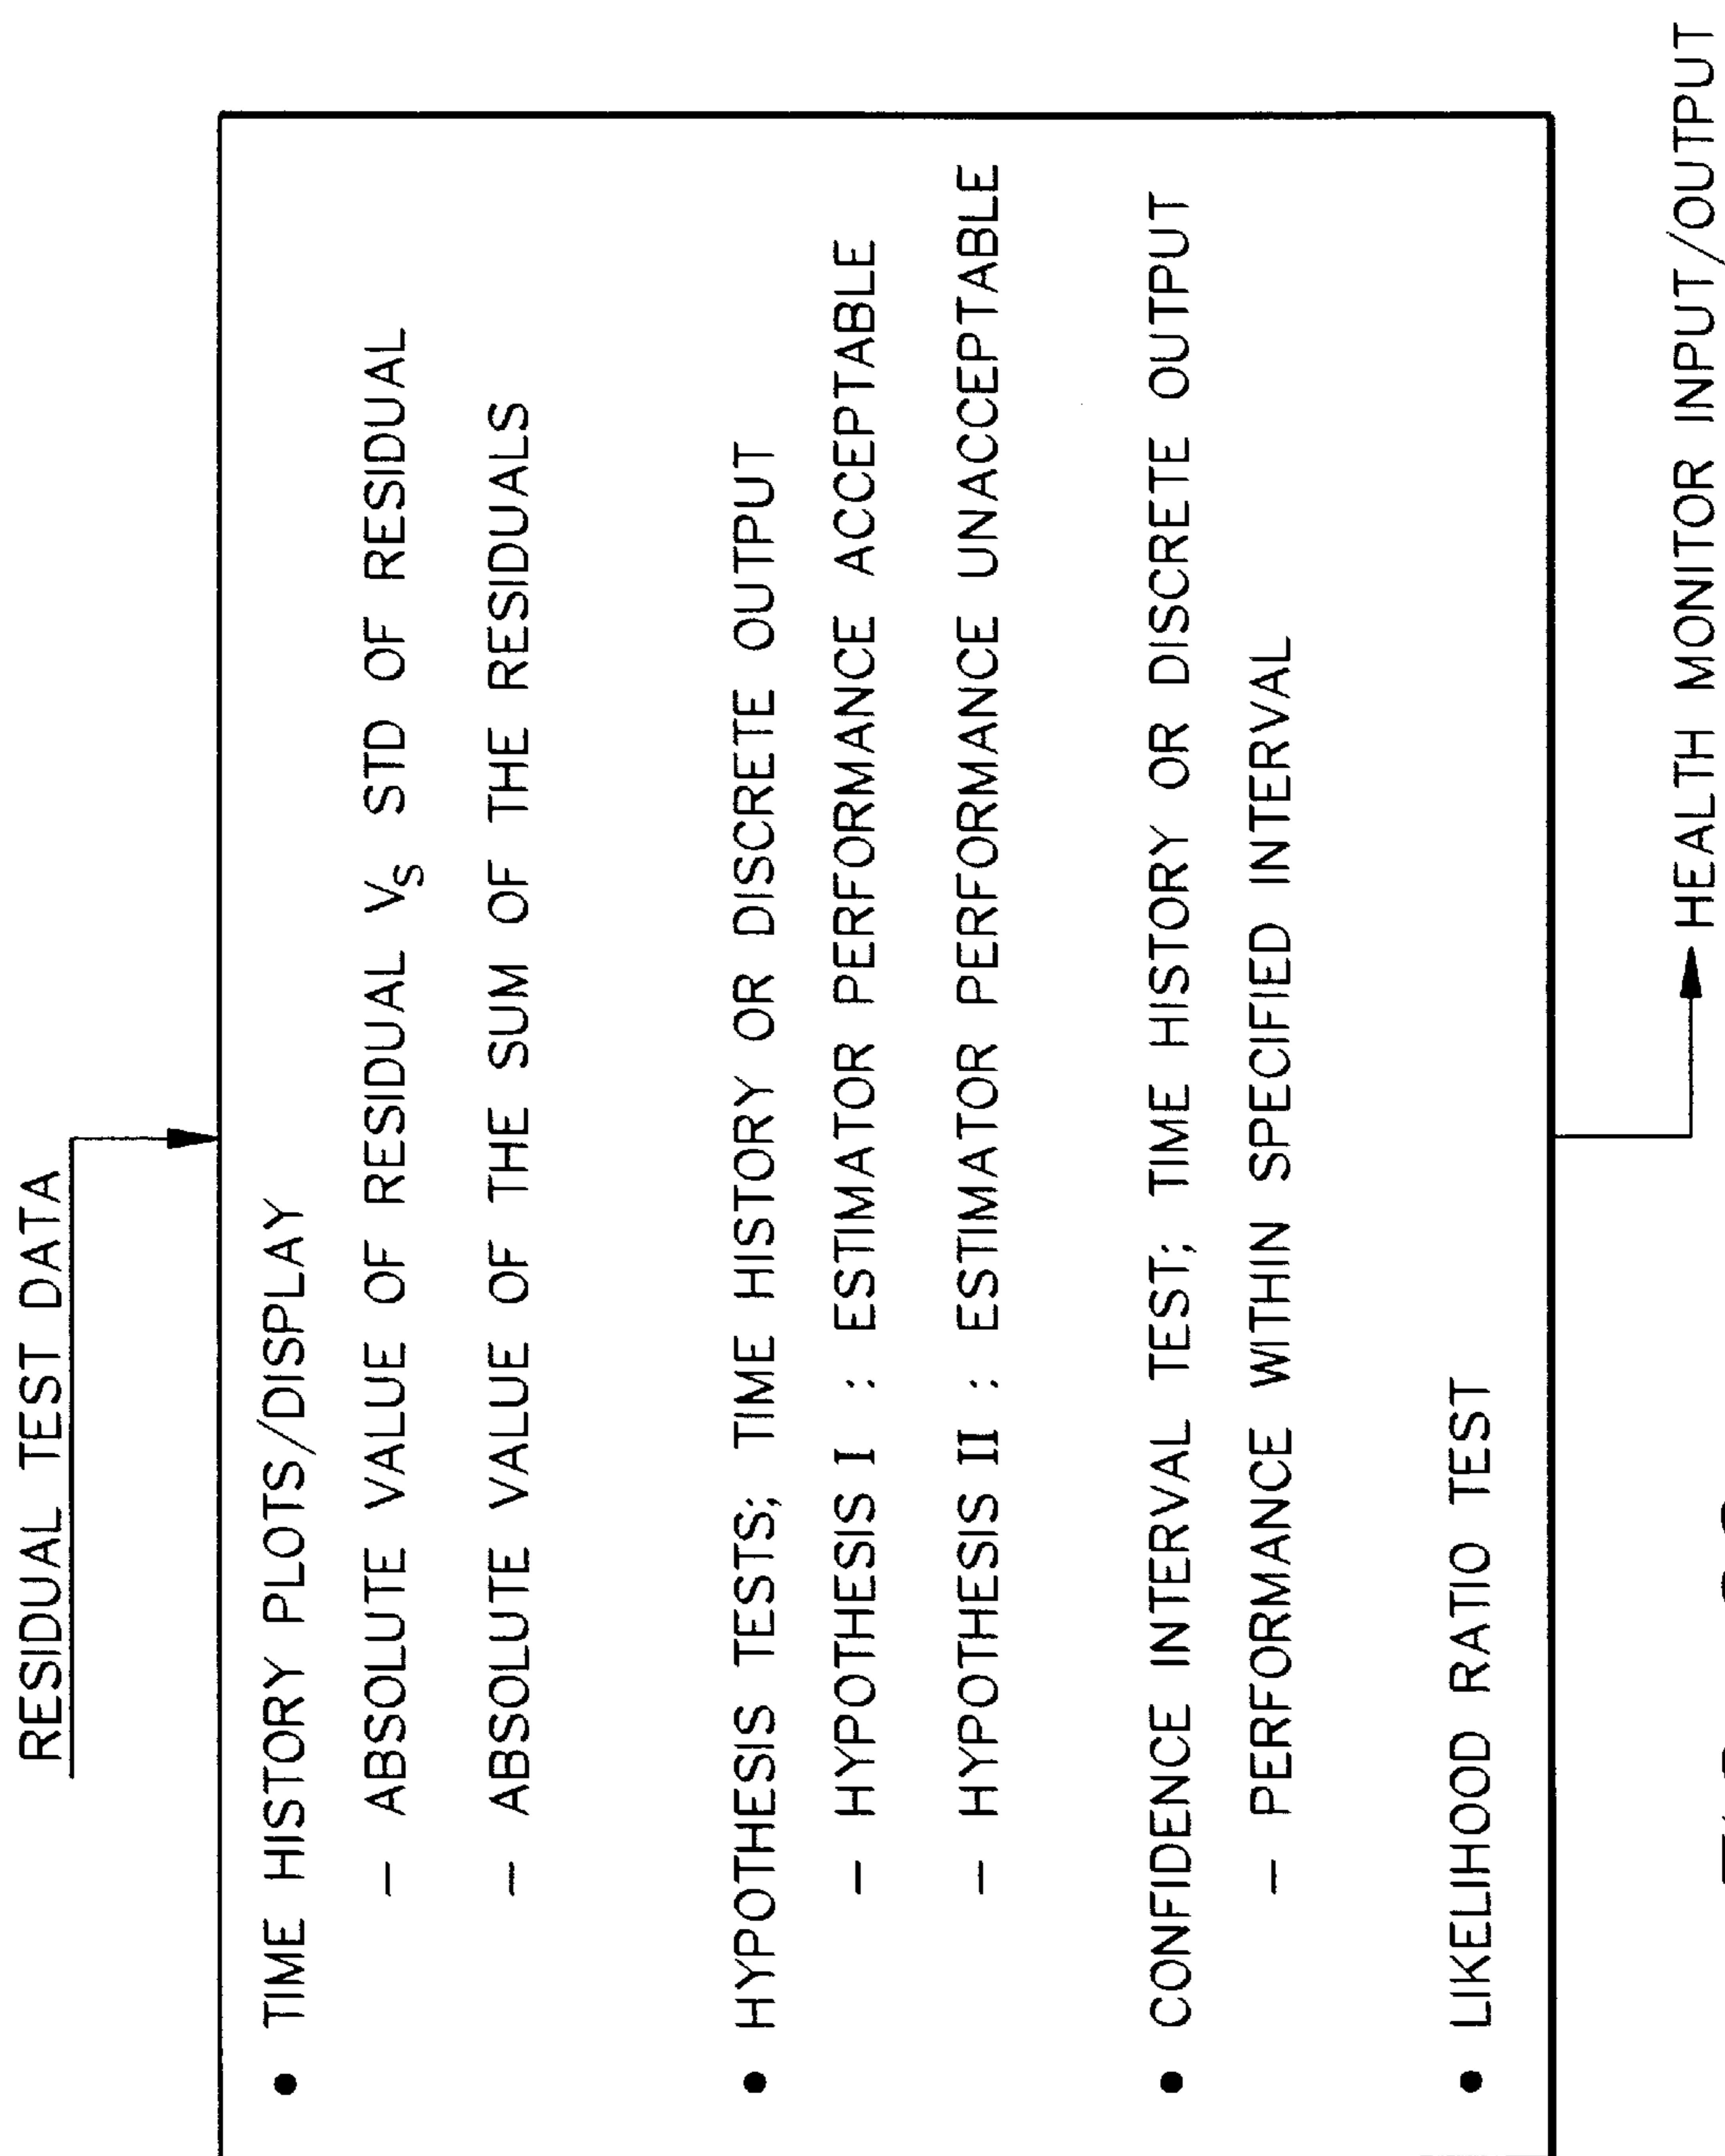 RESIDUAL TEST DATA
• TIME HISTORY PLOTS/DISPLAY
– ABSOLUTE VALUE OF RESIDUAL VS STD OF RESIDUAL
– ABSOLUTE VALUE OF THE SUM OF THE RESIDUALS
• HYPOTHESIS TESTS; TIME HISTORY OR DISCRETE OUTPUT
– HYPOTHESIS I : ESTIMATOR PERFORMANCE ACCEPTABLE
– HYPOTHESIS II : ESTIMATOR PERFORMANCE UNACCEPTABLE
• CONFIDENCE INTERVAL TEST; TIME HISTORY OR DISCRETE OUTPUT
– PERFORMANCE WITHIN SPECIFIED INTERVAL
• LIKELIHOOD RATIO TEST
HEALTH MONITOR INPUT/OUTPUT